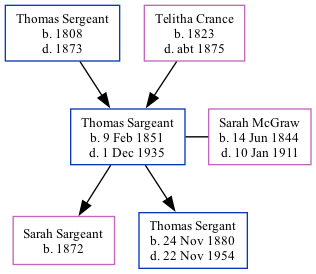 Thomas Sergeant
b. 1808
d. 1873
Telitha Crance
b. 1823
d. abt 1875
Thomas Sargeant
b. 9 Feb 1851
d. 1 Dec 1935
Sarah McGraw
b. 14 Jun 1844
d. 10 Jan 1911
Sarah Sargeant
b. 1872
Thomas Sergant
b. 24 Nov 1880
d. 22 Nov 1954